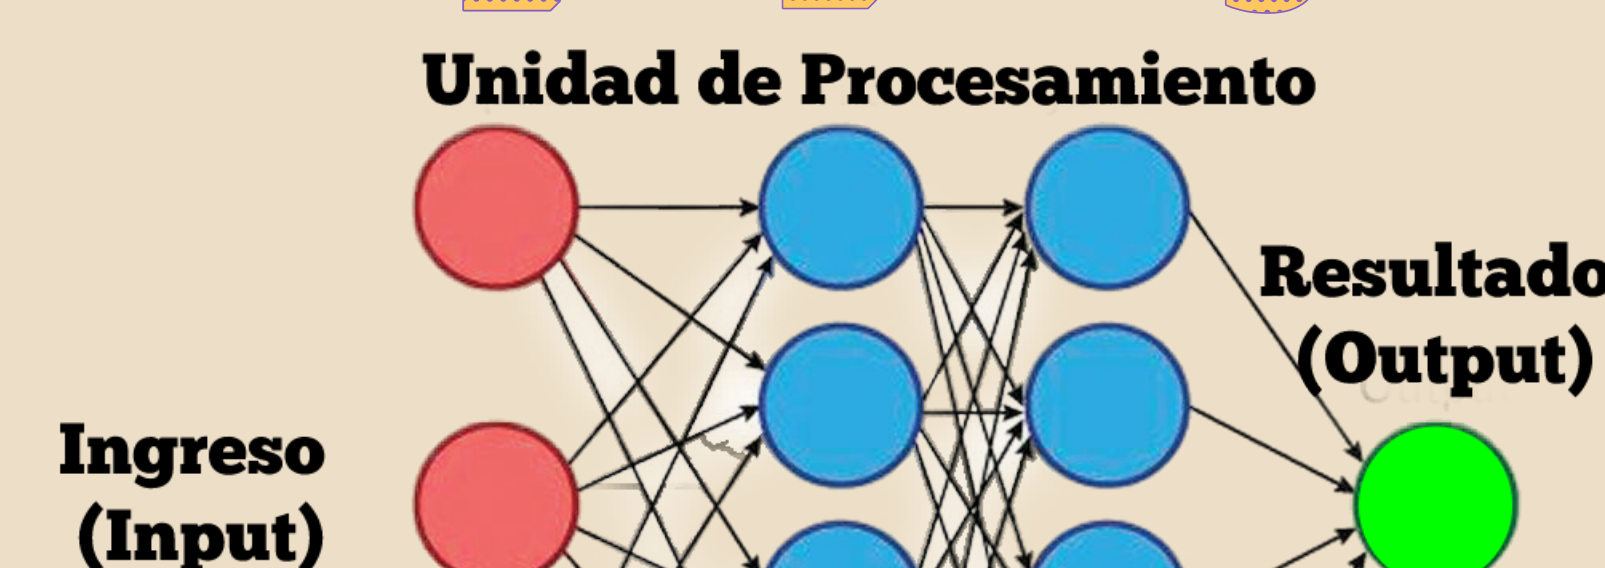 Unidad de Procesamiento
Resultado
(Output)
Ingreso
(Input)